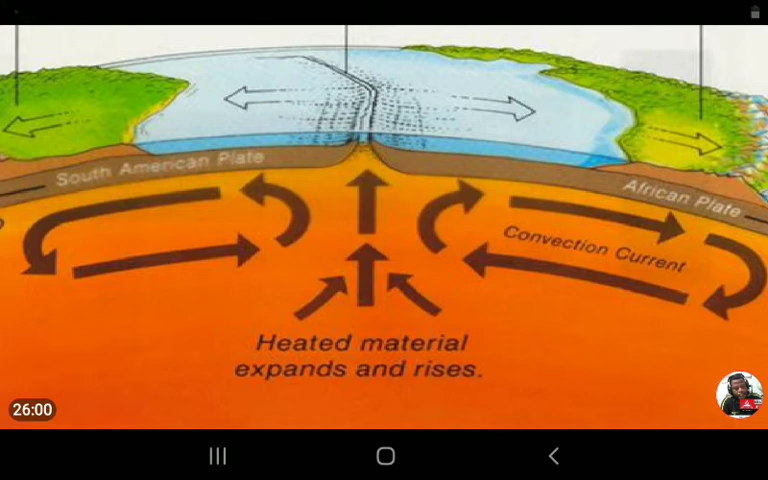 South American Plate
African Plate
Convection Current
Heated material
expands and rises.
26:00